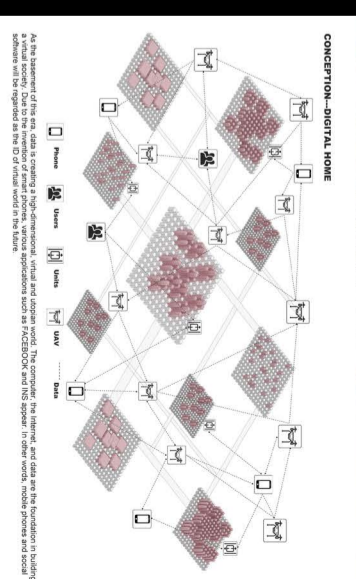 CONCEPTION---DIGITAL HOME
Phone
Users
Units
UAV
Data
As the basement of this era, data is creating a high-dimensional, virtual and utopian world. The computer, the Internet, and data are the foundation in building
a virtual society. Due to the invention of smart phones, various applications such as FACEBOOK and INS appear. In other words, mobile phones and social
software will be regarded as the ID of virtual world in the future.